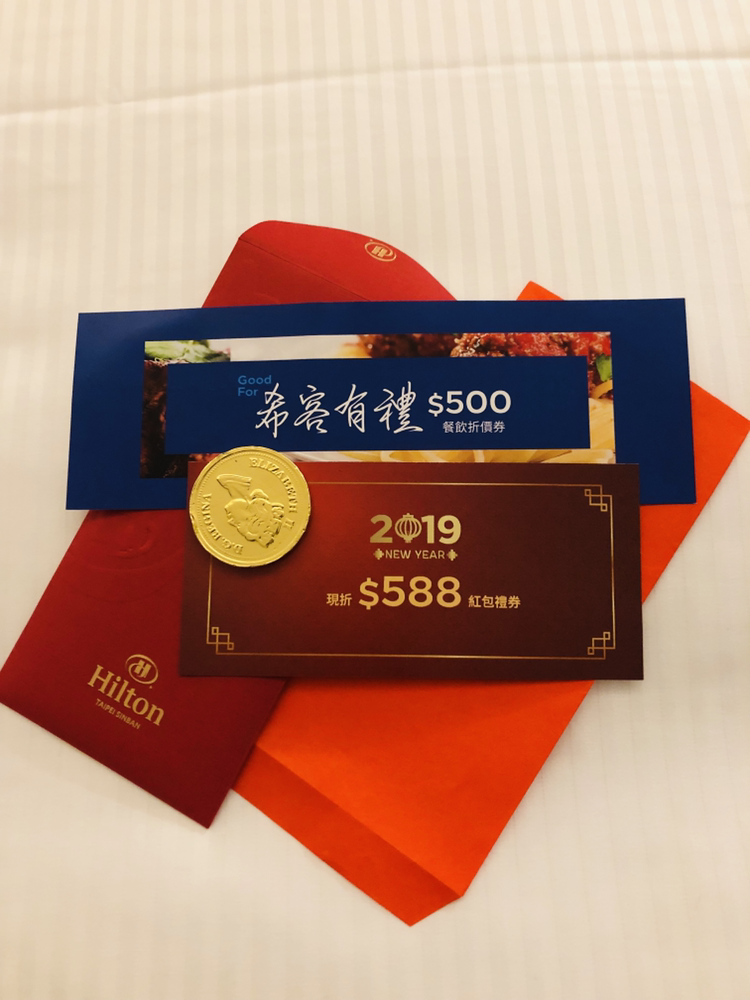 Good
For
希客有禮 $500
餐飲折價券
ELIZABETH II
D.G.REG
2019
NEW YEAR
現折 $588 紅包禮券
Hilton
TAIPEI SINBAN